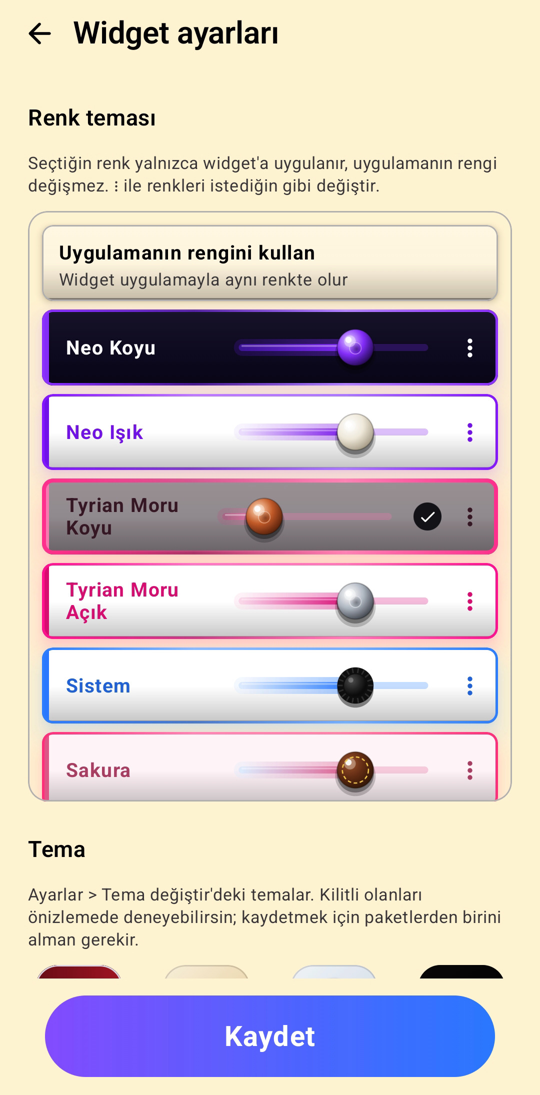 Widget ayarları
Renk teması
Seçtiğin renk yalnızca widget'a uygulanır, uygulamanın rengi
değişmez. ⋮ ile renkleri istediğin gibi değiştir.
Uygulamanın rengini kullan
Widget uygulamayla aynı renkte olur
Neo Koyu
Neo Işık
Tyrian Moru
Koyu
Tyrian Moru
Açık
Sistem
Sakura
Tema
Ayarlar > Tema değiştir'deki temalar. Kilitli olanları
önizlemede deneyebilirsin; kaydetmek için paketlerden birini
alman gerekir.
Kaydet